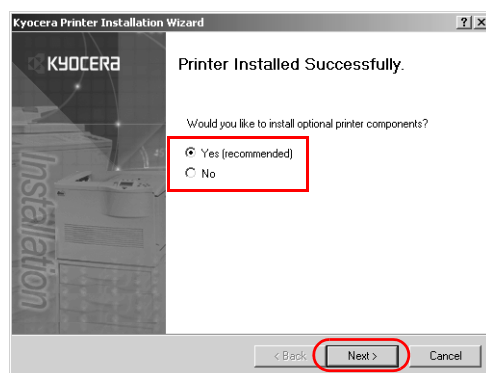 Kyocera Printer Installation Wizard
? ×
KYOCERA
Printer Installed Successfully.
Would you like to install optional printer components?
Yes (recommended)
No
Installation
< Back
Next >
Cancel